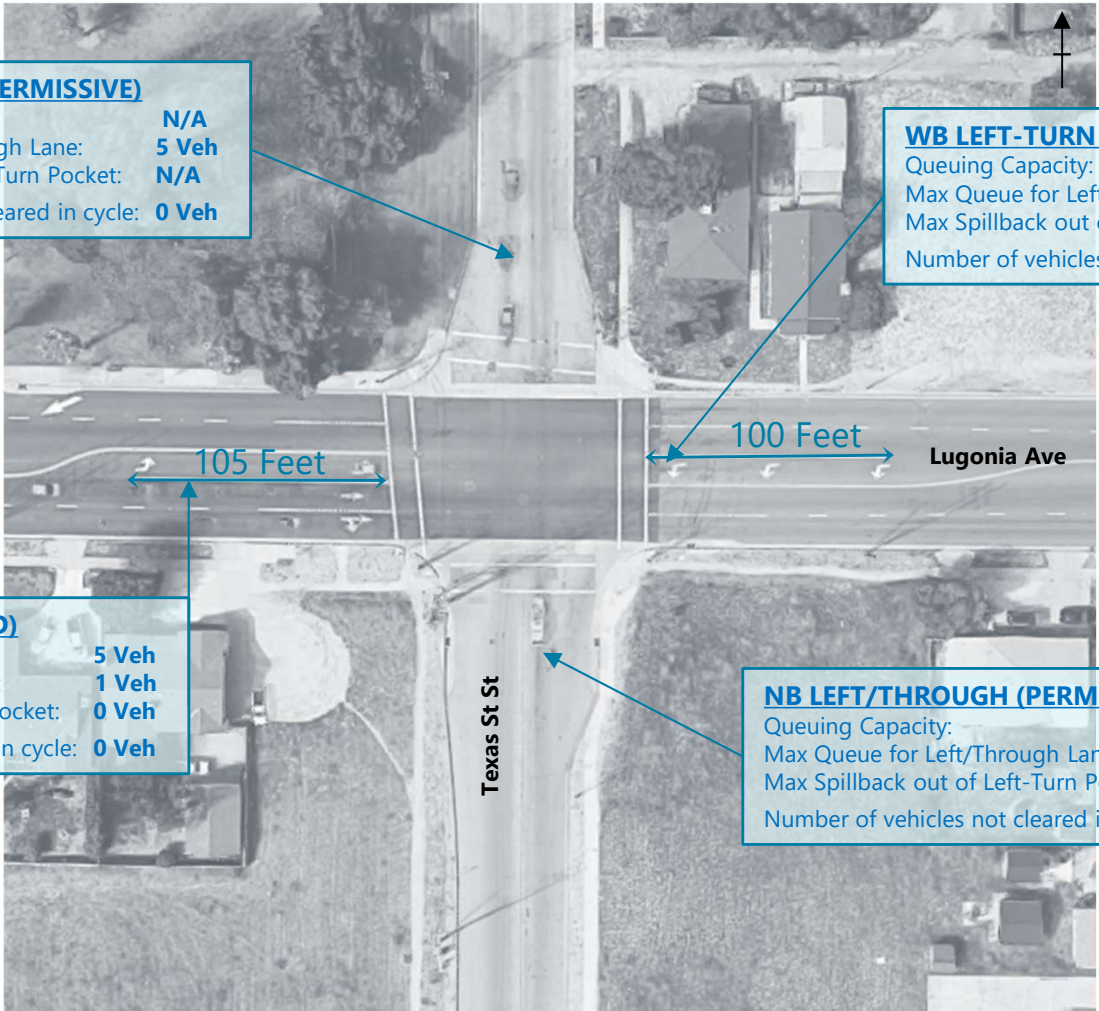 ERMISSIVE)
N/A
gh Lane: 5 Veh
Turn Pocket: N/A
eared in cycle: 0 Veh
WB LEFT-TURN
Queuing Capacity:
Max Queue for Left
Max Spillback out
Number of vehicles
105 Feet
100 Feet
Lugonia Ave
D)
5 Veh
1 Veh
ocket: 0 Veh
in cycle: 0 Veh
Texas St St
NB LEFT/THROUGH (PERM
Queuing Capacity:
Max Queue for Left/Through Lan
Max Spillback out of Left-Turn P
Number of vehicles not cleared i